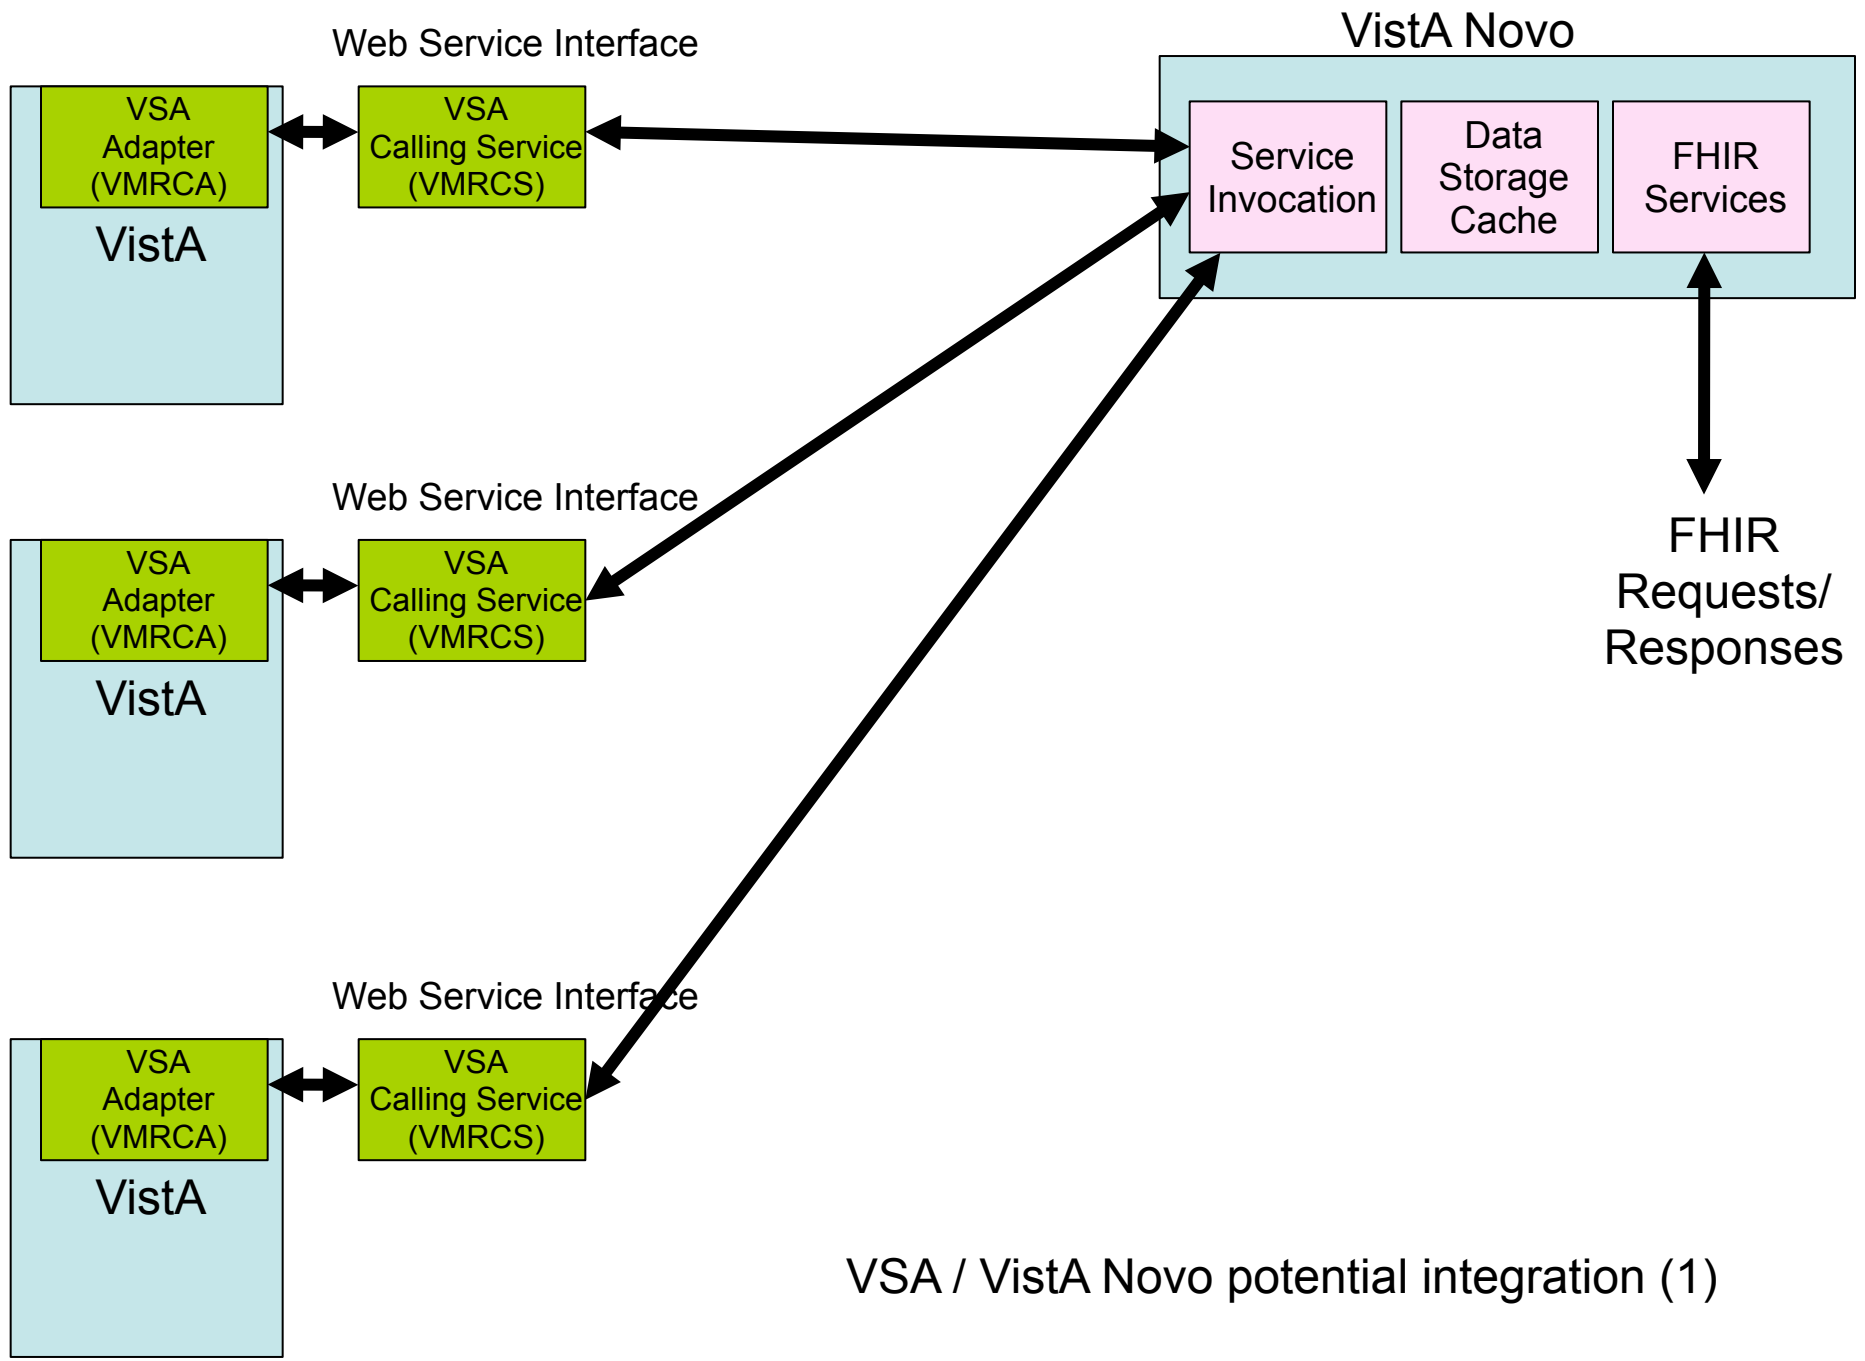 Web Service Interface
VistA Novo
VSA
Adapter
(VMRCA)
VistA
VSA
Calling Service
(VMRCS)
Service
Invocation
Data
Storage
Cache
FHIR
Services
Web Service Interface
VSA
Adapter
(VMRCA)
VistA
VSA
Calling Service
(VMRCS)
FHIR
Requests/
Responses
Web Service Interface
VSA
Adapter
(VMRCA)
VistA
VSA
Calling Service
(VMRCS)
VSA / VistA Novo potential integration (1)